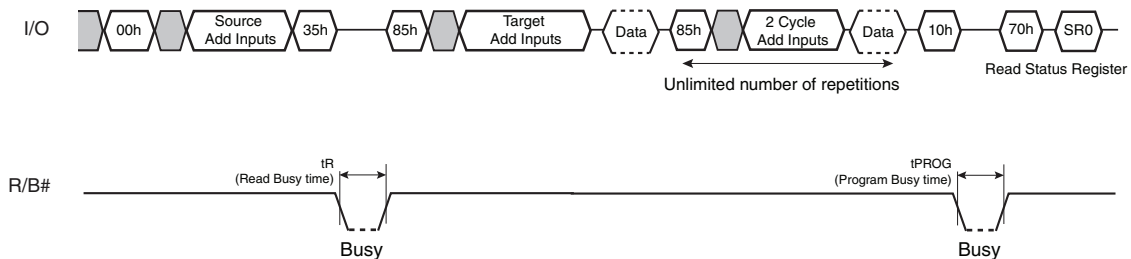 I/O
00h
Source
Add Inputs
35h
85h
Target
Add Inputs
Data
85h
2 Cycle
Add Inputs
Data
10h
70h
SR0
Unlimited number of repetitions
Read Status Register
R/B#
tR
(Read Busy time)
Busy
tPROG
(Program Busy time)
Busy